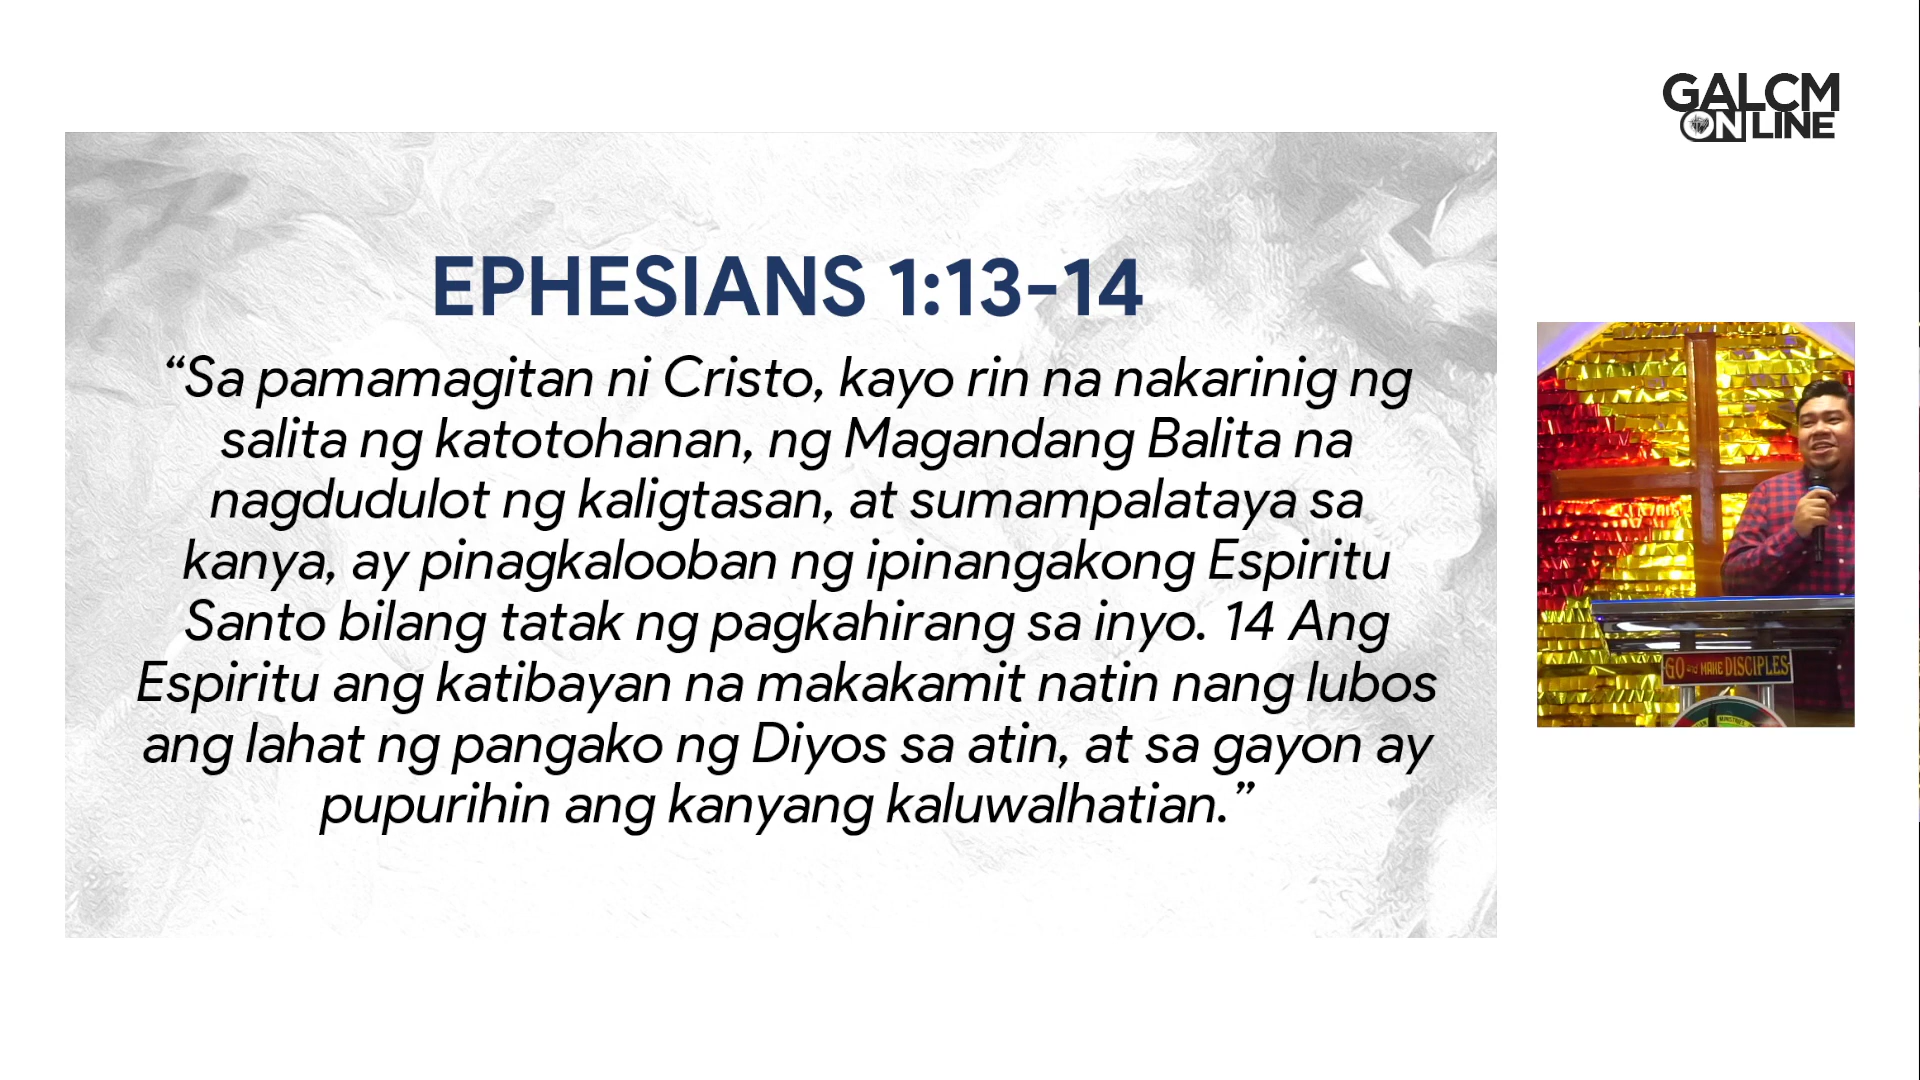 GALCM
ONLINE
EPHESIANS 1:13-14
“Sa pamamagitan ni Cristo, kayo rin na nakarinig ng
salita ng katotohanan, ng Magandang Balita na
nagdudulot ng kaligtasan, at sumampalataya sa
kanya, ay pinagkalooban ng ipinangakong Espiritu
Santo bilang tatak ng pagkahirang sa inyo. 14 Ang
Espiritu ang katibayan na makakamit natin nang lubos
ang lahat ng pangako ng Diyos sa atin, at sa gayon ay
pupurihin ang kanyang kaluwalhatian.”
GO and MAKE DISCIPLES